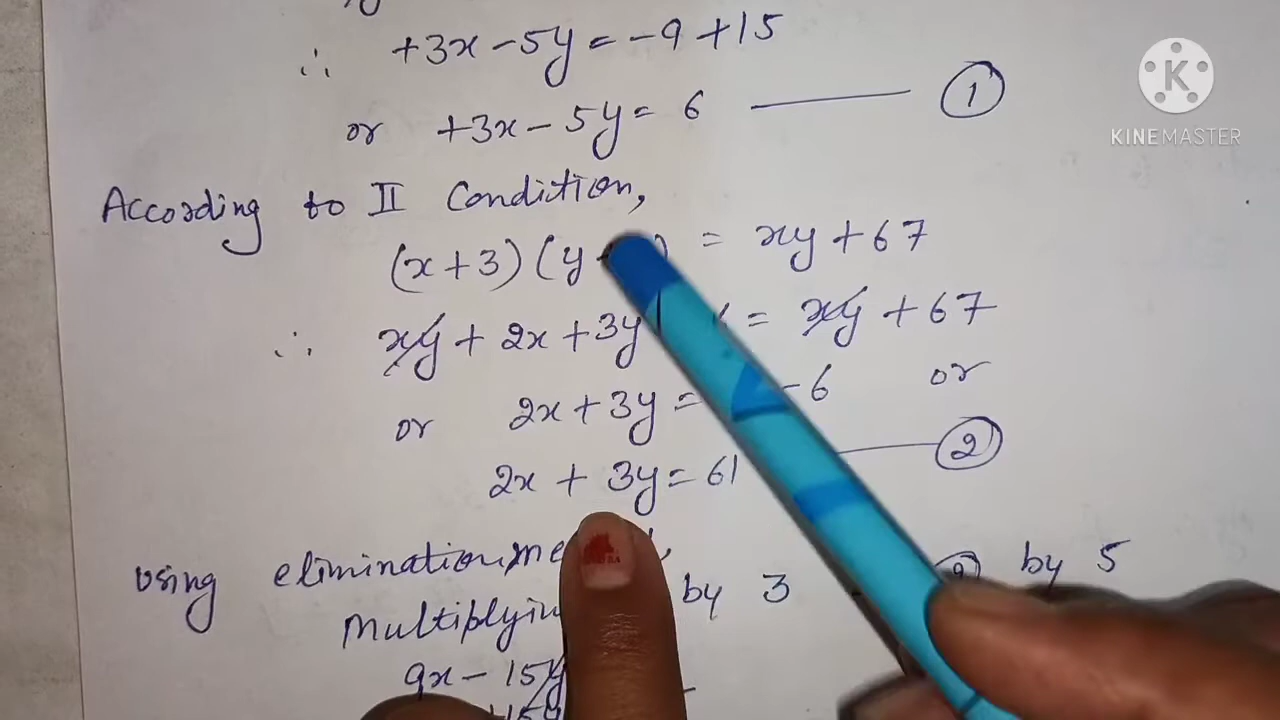 ∴ +3x - 5y = -9 + 15
or +3x - 5y = 6 ——— ①
KINEMASTER
According to II Condition,
(x + 3) (y = xy + 67
∴ xy + 2x + 3y = xy + 67
or 2x + 3y = - 6 or
2x + 3y = 61 ——— ②
Using elimination
by 3 by 5
9x - 15y